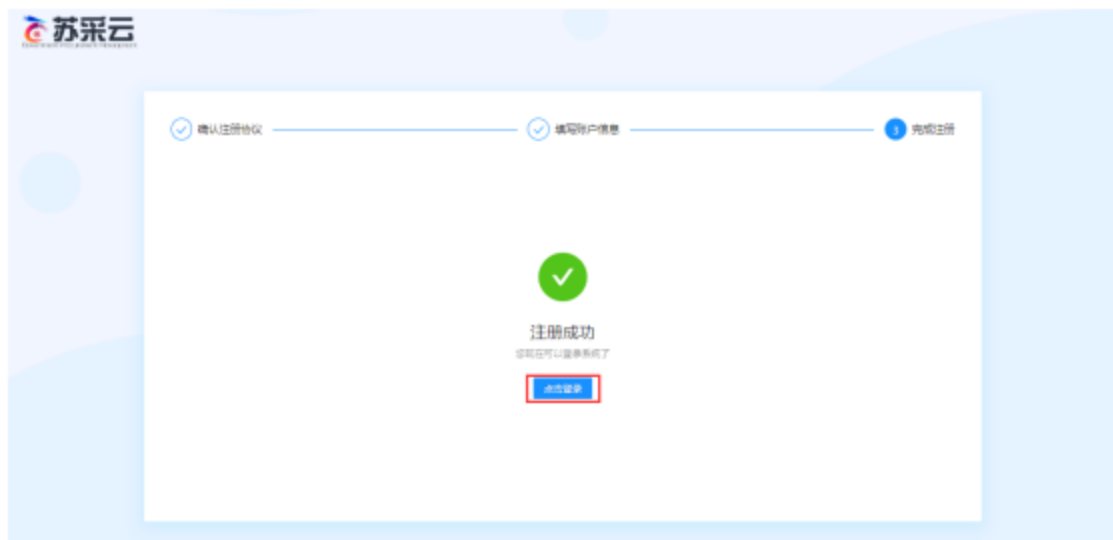 苏采云
确认注册协议
填写账户信息
3 完成注册
注册成功
您现在可以登录系统了
点击登录